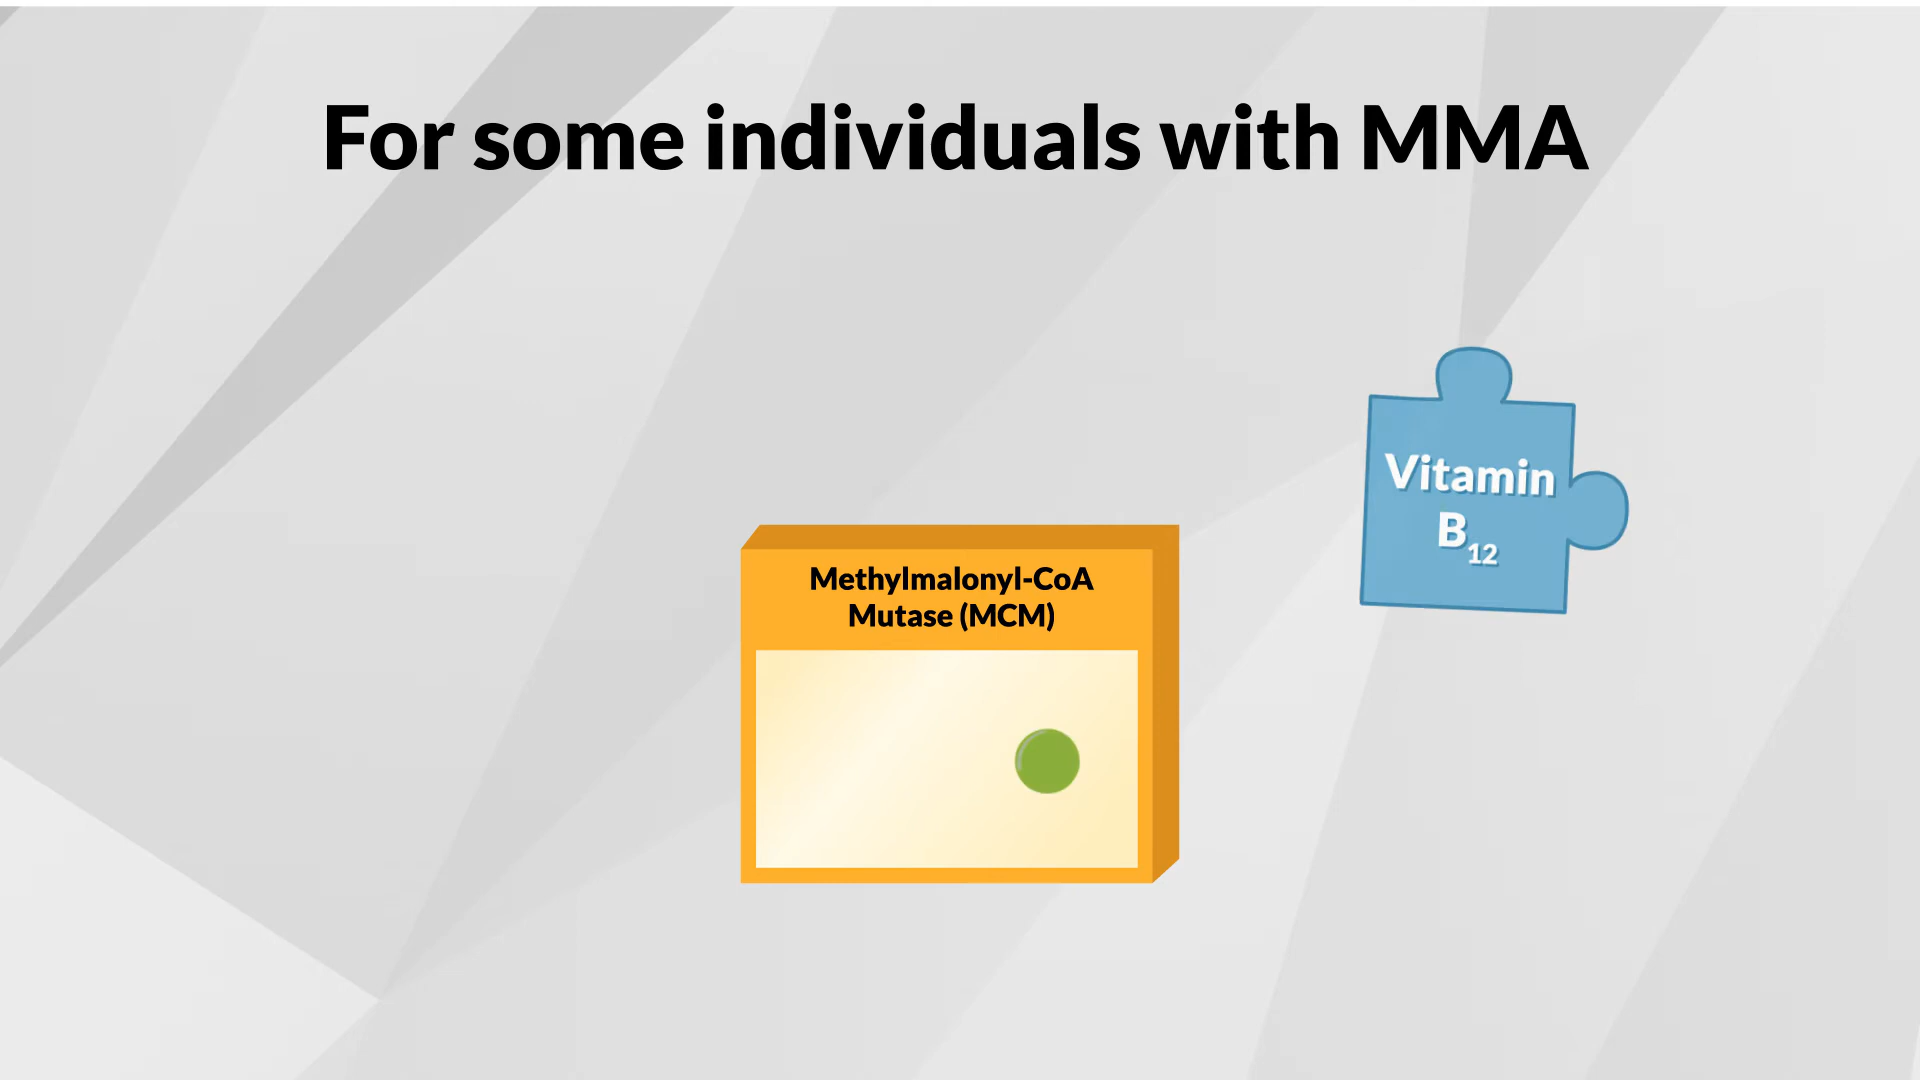 For some individuals with MMA
Vitamin
B₁₂
Methylmalonyl-CoA
Mutase (MCM)